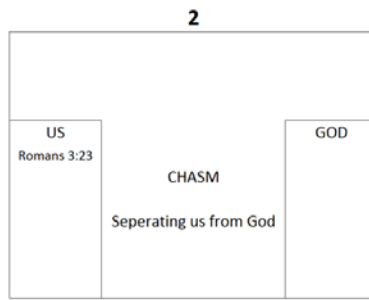 2
US
Romans 3:23
GOD
CHASM
Seperating us from God